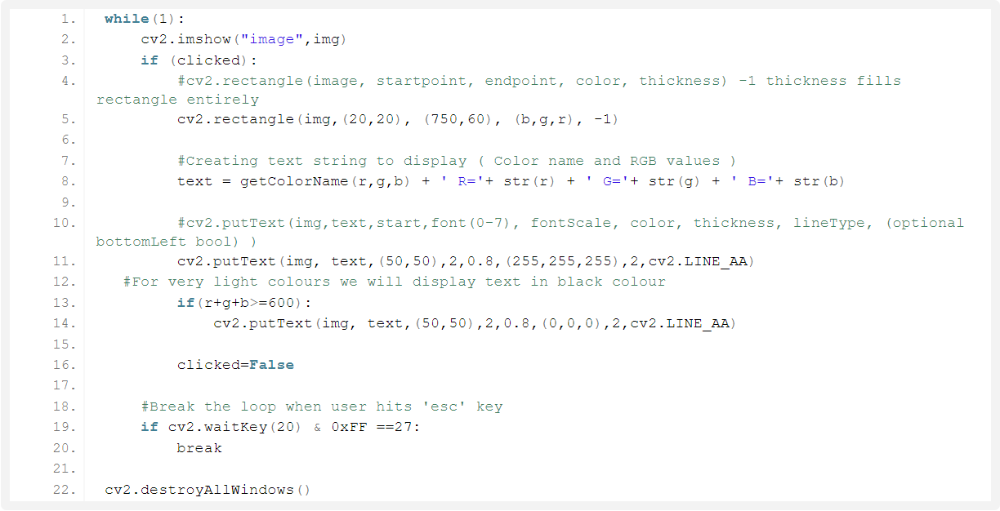 1. while(1):
2. cv2.imshow("image",img)
3. if (clicked):
4. #cv2.rectangle(image, startpoint, endpoint, color, thickness) -1 thickness fills
rectangle entirely
5. cv2.rectangle(img,(20,20), (750,60), (b,g,r), -1)
6.
7. #Creating text string to display ( Color name and RGB values )
8. text = getColorName(r,g,b) + ' R='+ str(r) + ' G='+ str(g) + ' B='+ str(b)
9.
10. #cv2.putText(img,text,start,font(0-7), fontScale, color, thickness, lineType, (optional
bottomLeft bool) )
11. cv2.putText(img, text,(50,50),2,0.8,(255,255,255),2,cv2.LINE_AA)
12. #For very light colours we will display text in black colour
13. if(r+g+b>=600):
14. cv2.putText(img, text,(50,50),2,0.8,(0,0,0),2,cv2.LINE_AA)
15.
16. clicked=False
17.
18. #Break the loop when user hits 'esc' key
19. if cv2.waitKey(20) & 0xFF ==27:
20. break
21.
22. cv2.destroyAllWindows()